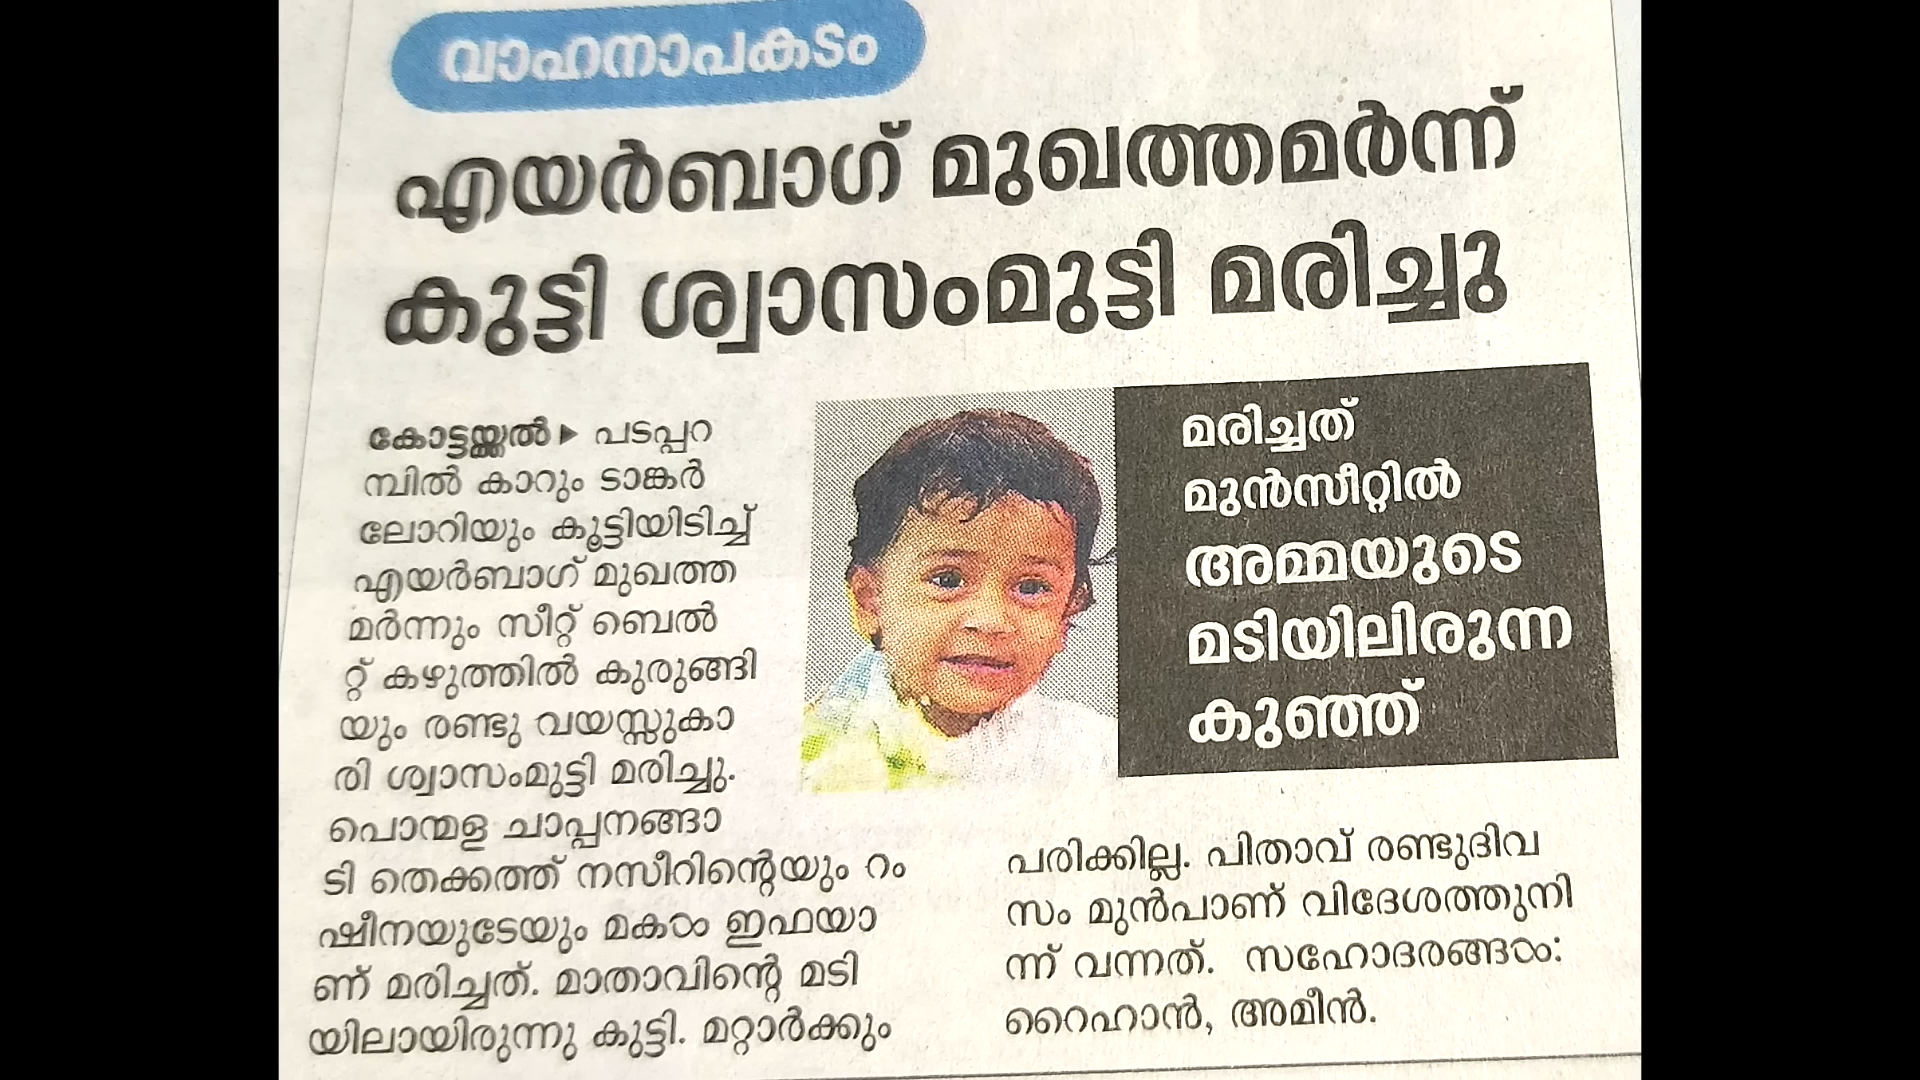 വാഹനാപകടം
എയർബാഗ് മുഖത്തമർന്ന്
കുട്ടി ശ്വാസംമുട്ടി മരിച്ചു
കോട്ടയ്ക്കൽ ▸ പടപ്പറ
മ്പിൽ കാറും ടാങ്കർ
ലോറിയും കൂട്ടിയിടിച്ച്
എയർബാഗ് മുഖത്ത
മർന്നും സീറ്റ് ബെൽ
റ്റ് കഴുത്തിൽ കുരുങ്ങി
യും രണ്ടു വയസ്സുകാ
രി ശ്വാസംമുട്ടി മരിച്ചു.
പൊന്മള ചാപ്പനങ്ങാ
ടി തെക്കത്ത് നസീറിന്റെയും റം
ഷീനയുടേയും മകൾ ഇഫയാ
ണ് മരിച്ചത്. മാതാവിന്റെ മടി
യിലായിരുന്നു കുട്ടി. മറ്റാർക്കും
മരിച്ചത്
മുൻസീറ്റിൽ
അമ്മയുടെ
മടിയിലിരുന്ന
കുഞ്ഞ്
പരിക്കില്ല. പിതാവ് രണ്ടുദിവ
സം മുൻപാണ് വിദേശത്തുനി
ന്ന് വന്നത്. സഹോദരങ്ങൾ:
റൈഹാൻ, അമീൻ.